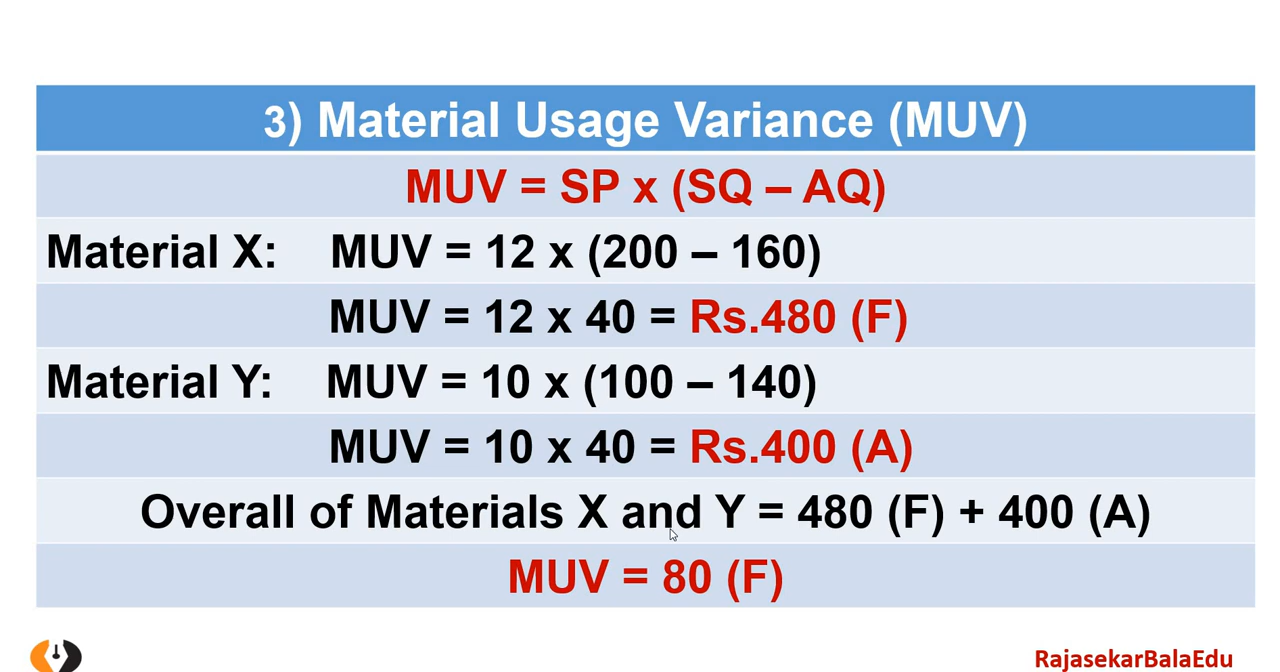 3) Material Usage Variance (MUV)
MUV = SP x (SQ – AQ)
Material X: MUV = 12 x (200 – 160)
MUV = 12 x 40 = Rs.480 (F)
Material Y: MUV = 10 x (100 – 140)
MUV = 10 x 40 = Rs.400 (A)
Overall of Materials X and Y = 480 (F) + 400 (A)
MUV = 80 (F)
RajasekarBalaEdu